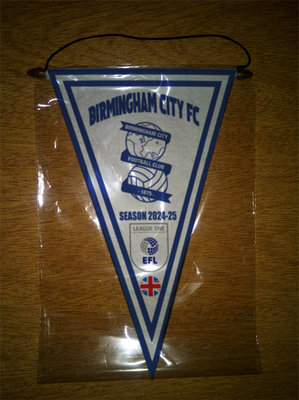 BIRMINGHAM CITY FC
BIRMINGHAM CITY
FOOTBALL CLUB
- 1875 -
SEASON 2024-25
LEAGUE ONE
EFL